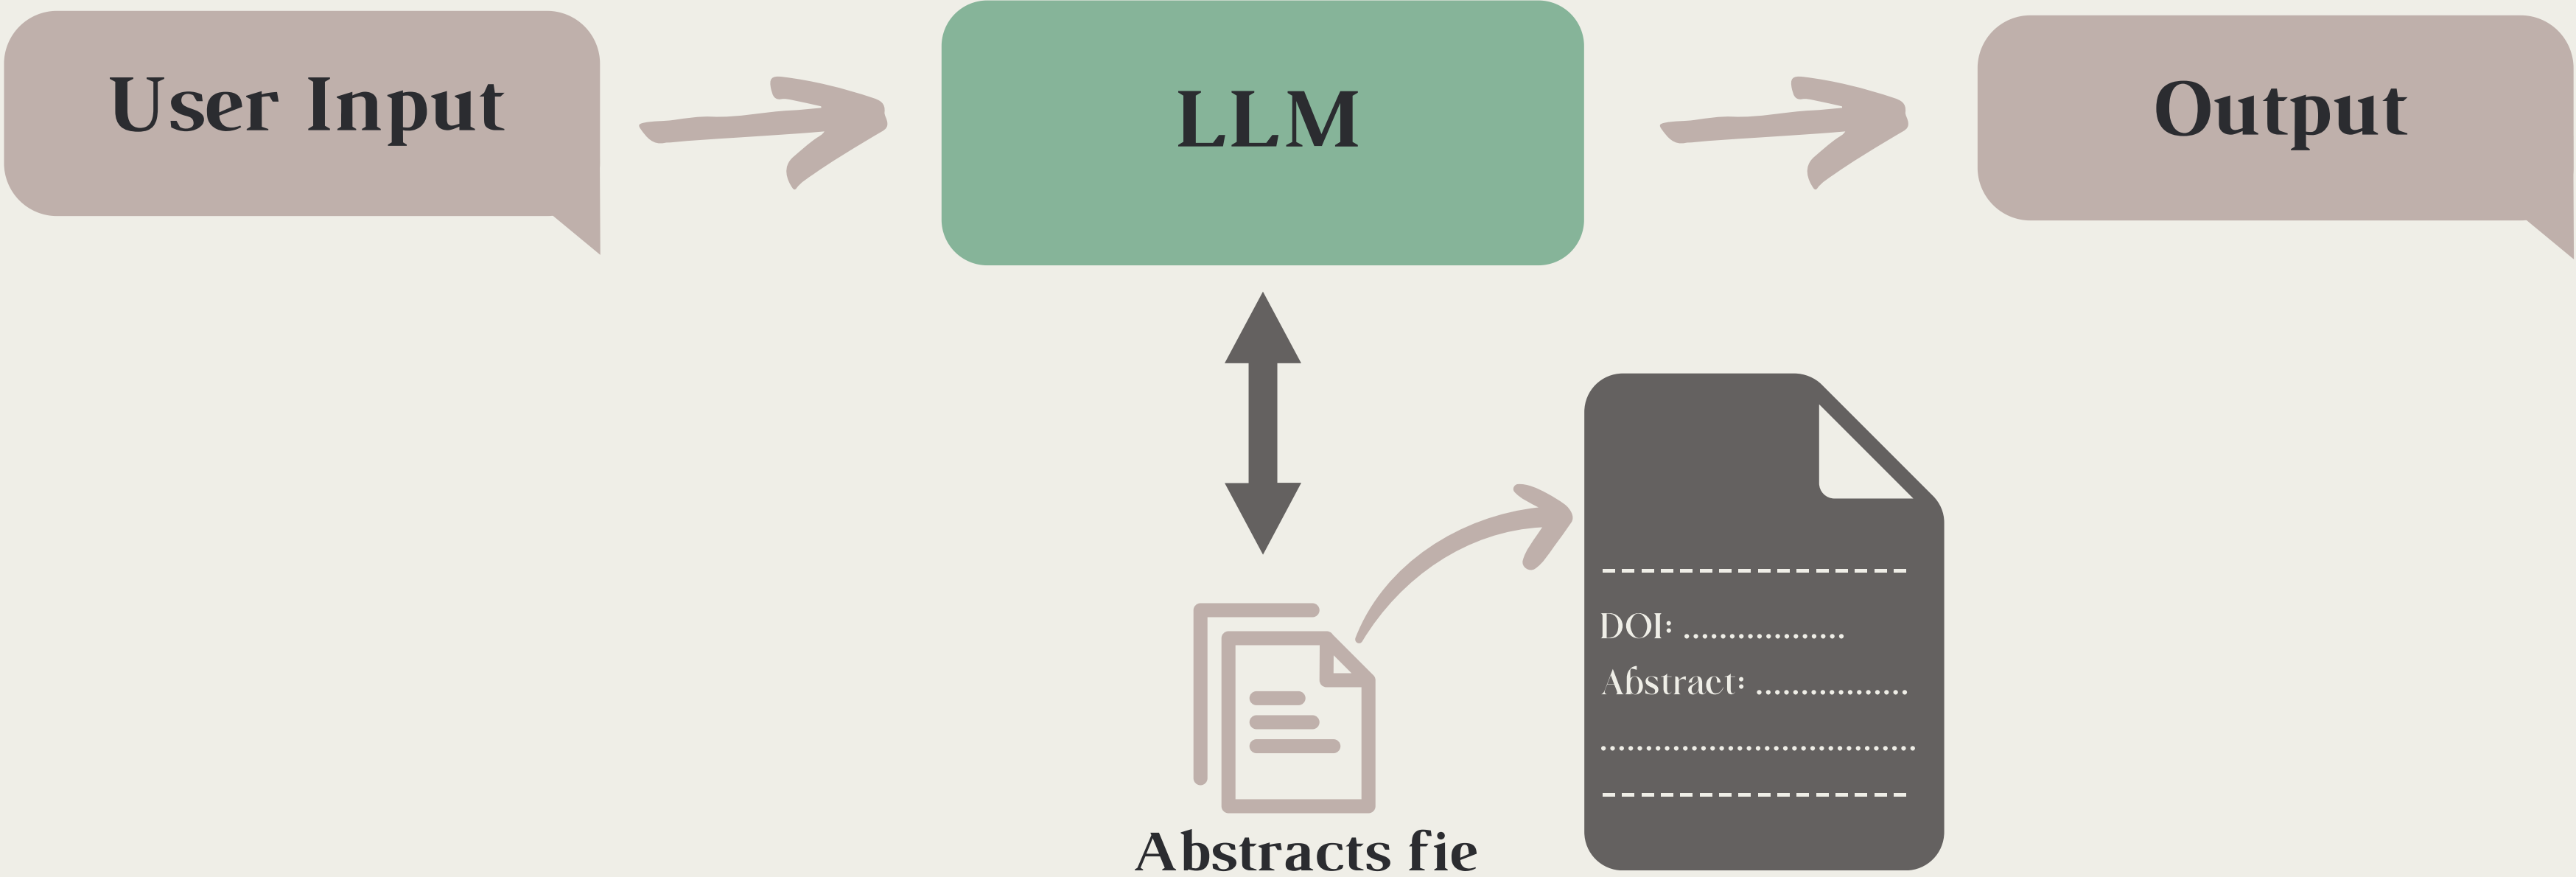 User Input
LLM
Output
DOI: ..................
Abstract: .................
...................................
Abstracts fie